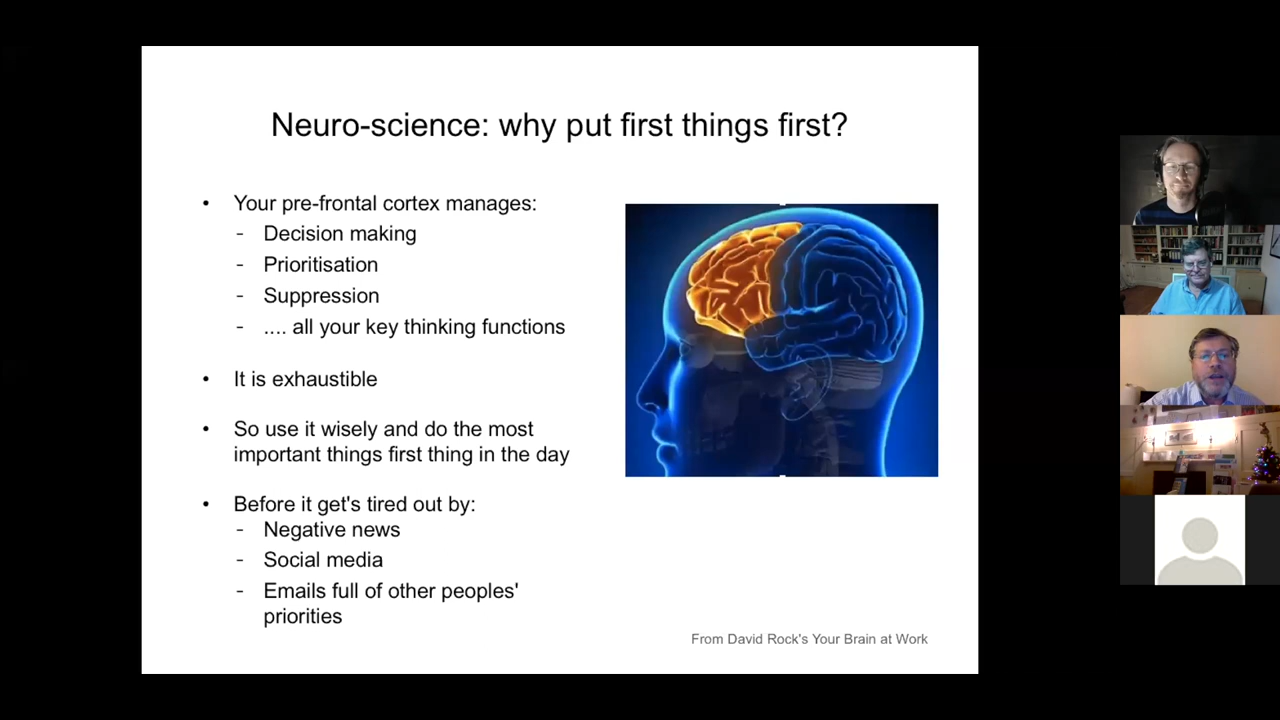 Neuro-science: why put first things first?
• Your pre-frontal cortex manages:
- Decision making
- Prioritisation
- Suppression
- .... all your key thinking functions
• It is exhaustible
• So use it wisely and do the most
important things first thing in the day
• Before it get's tired out by:
- Negative news
- Social media
- Emails full of other peoples'
priorities
From David Rock's Your Brain at Work